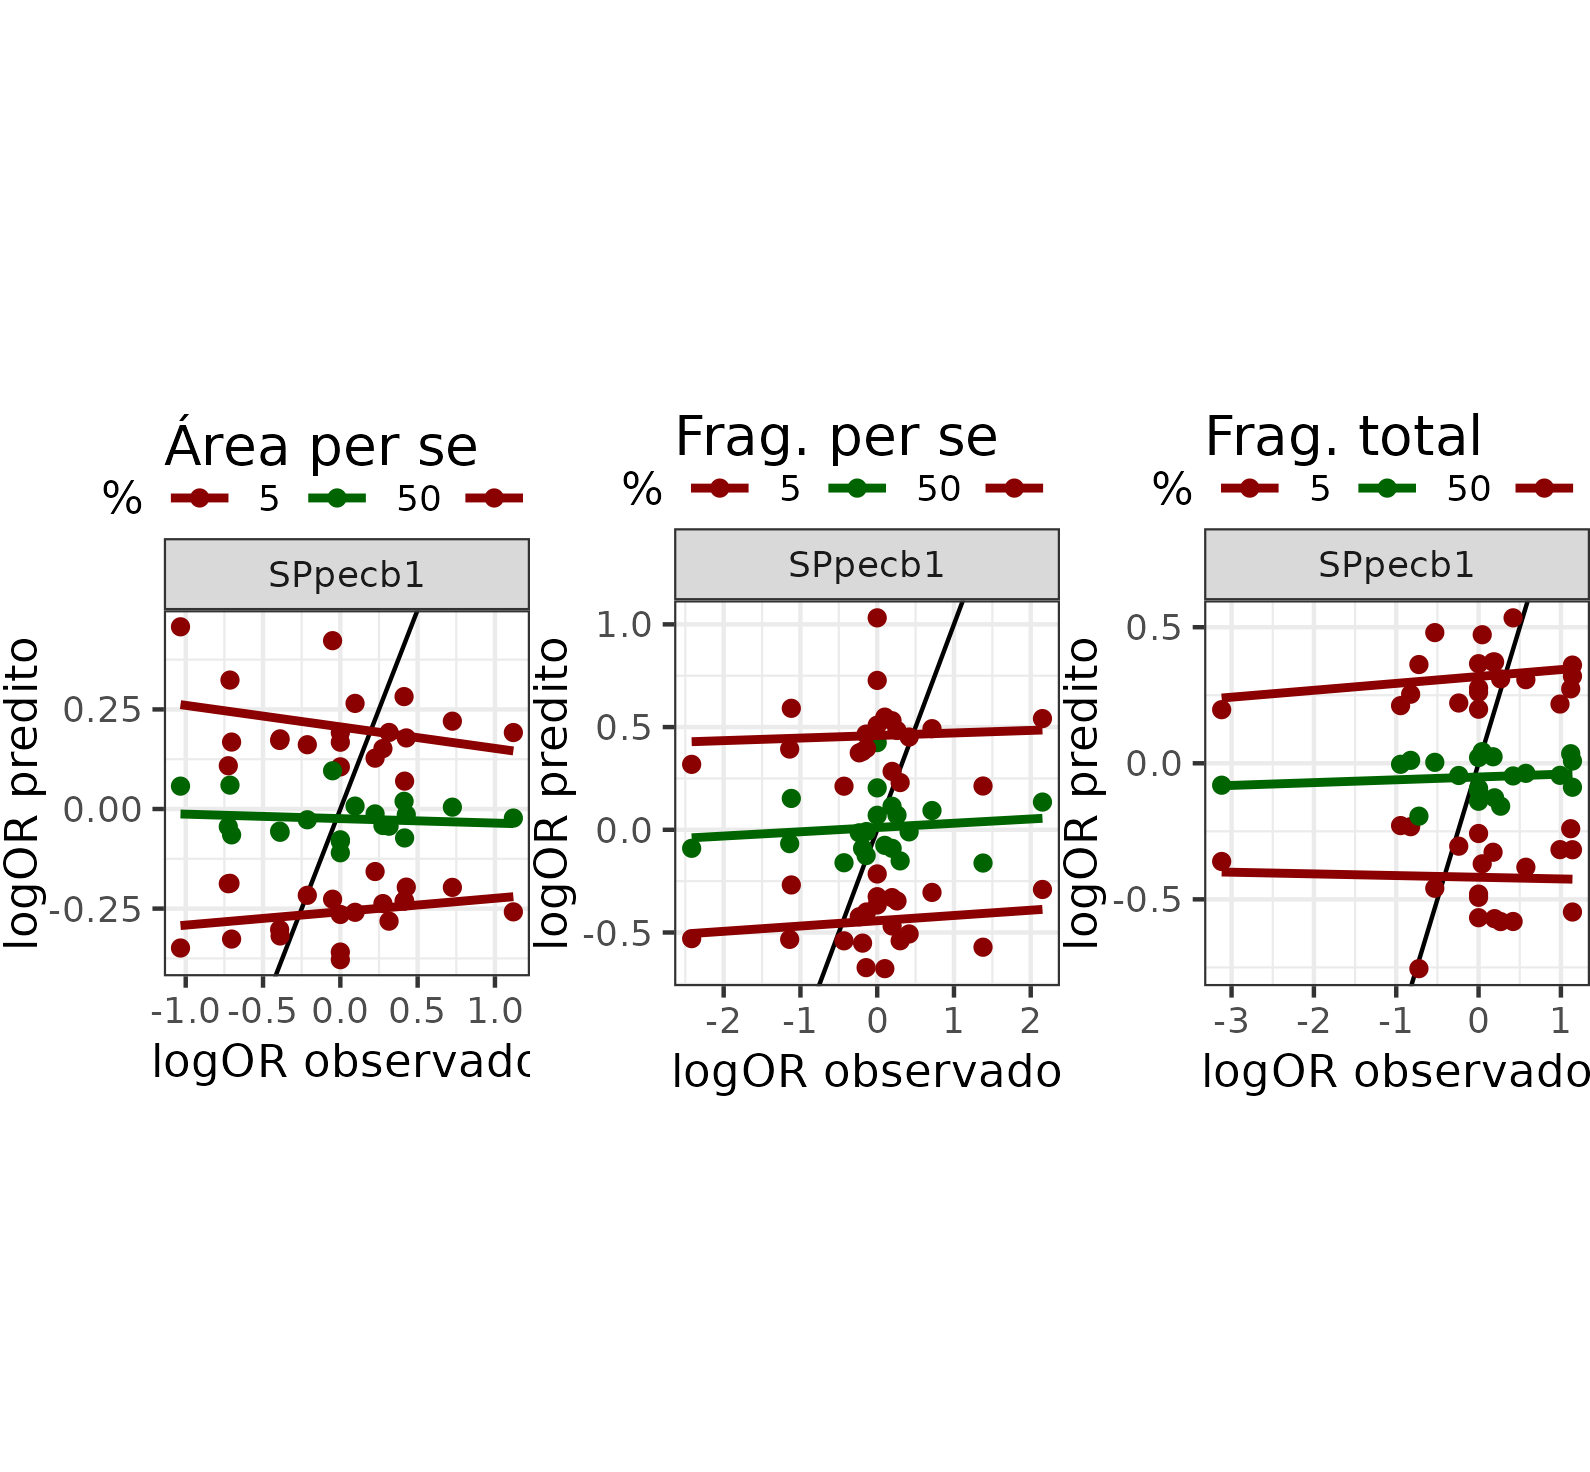 Área per se
% 5 50
SPpecb1
logOR predito
0.25
0.00
-0.25
-1.0 -0.5 0.0 0.5 1.0
logOR observado
Frag. per se
% 5 50
SPpecb1
logOR predito
1.0
0.5
0.0
-0.5
-2 -1 0 1 2
logOR observado
Frag. total
% 5 50
SPpecb1
logOR predito
0.5
0.0
-0.5
-3 -2 -1 0 1
logOR observado